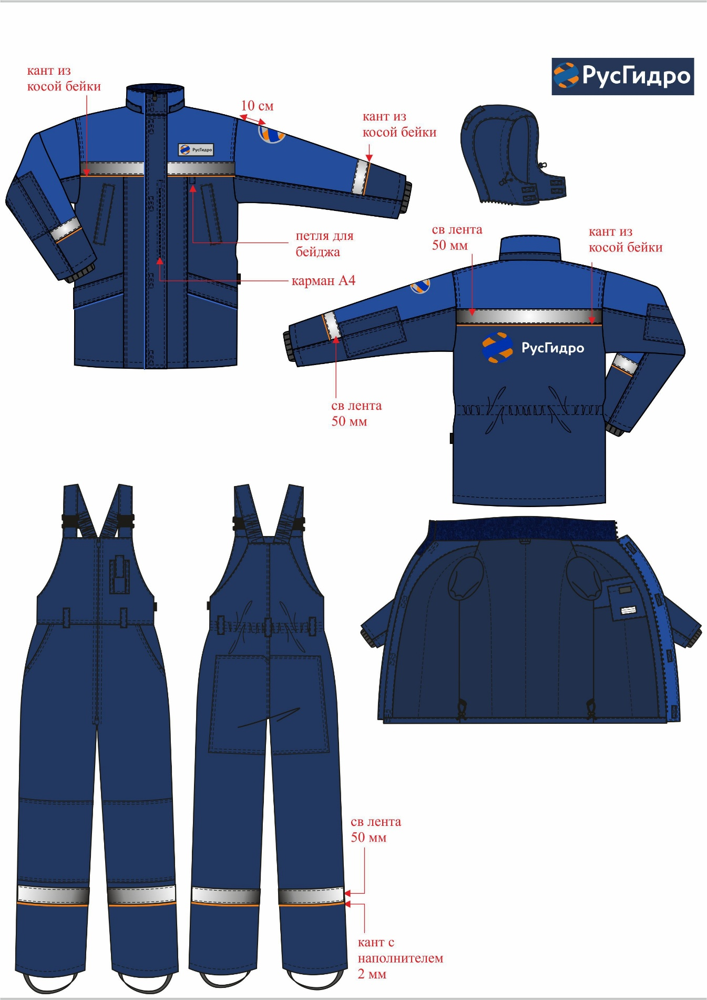 кант из
косой бейки
РусГидро
10 см
кант из
косой бейки
РусГидро
петля для
бейджа
карман А4
св лента
50 мм
кант из
косой бейки
РусГидро
св лента
50 мм
св лента
50 мм
кант с
наполнителем
2 мм